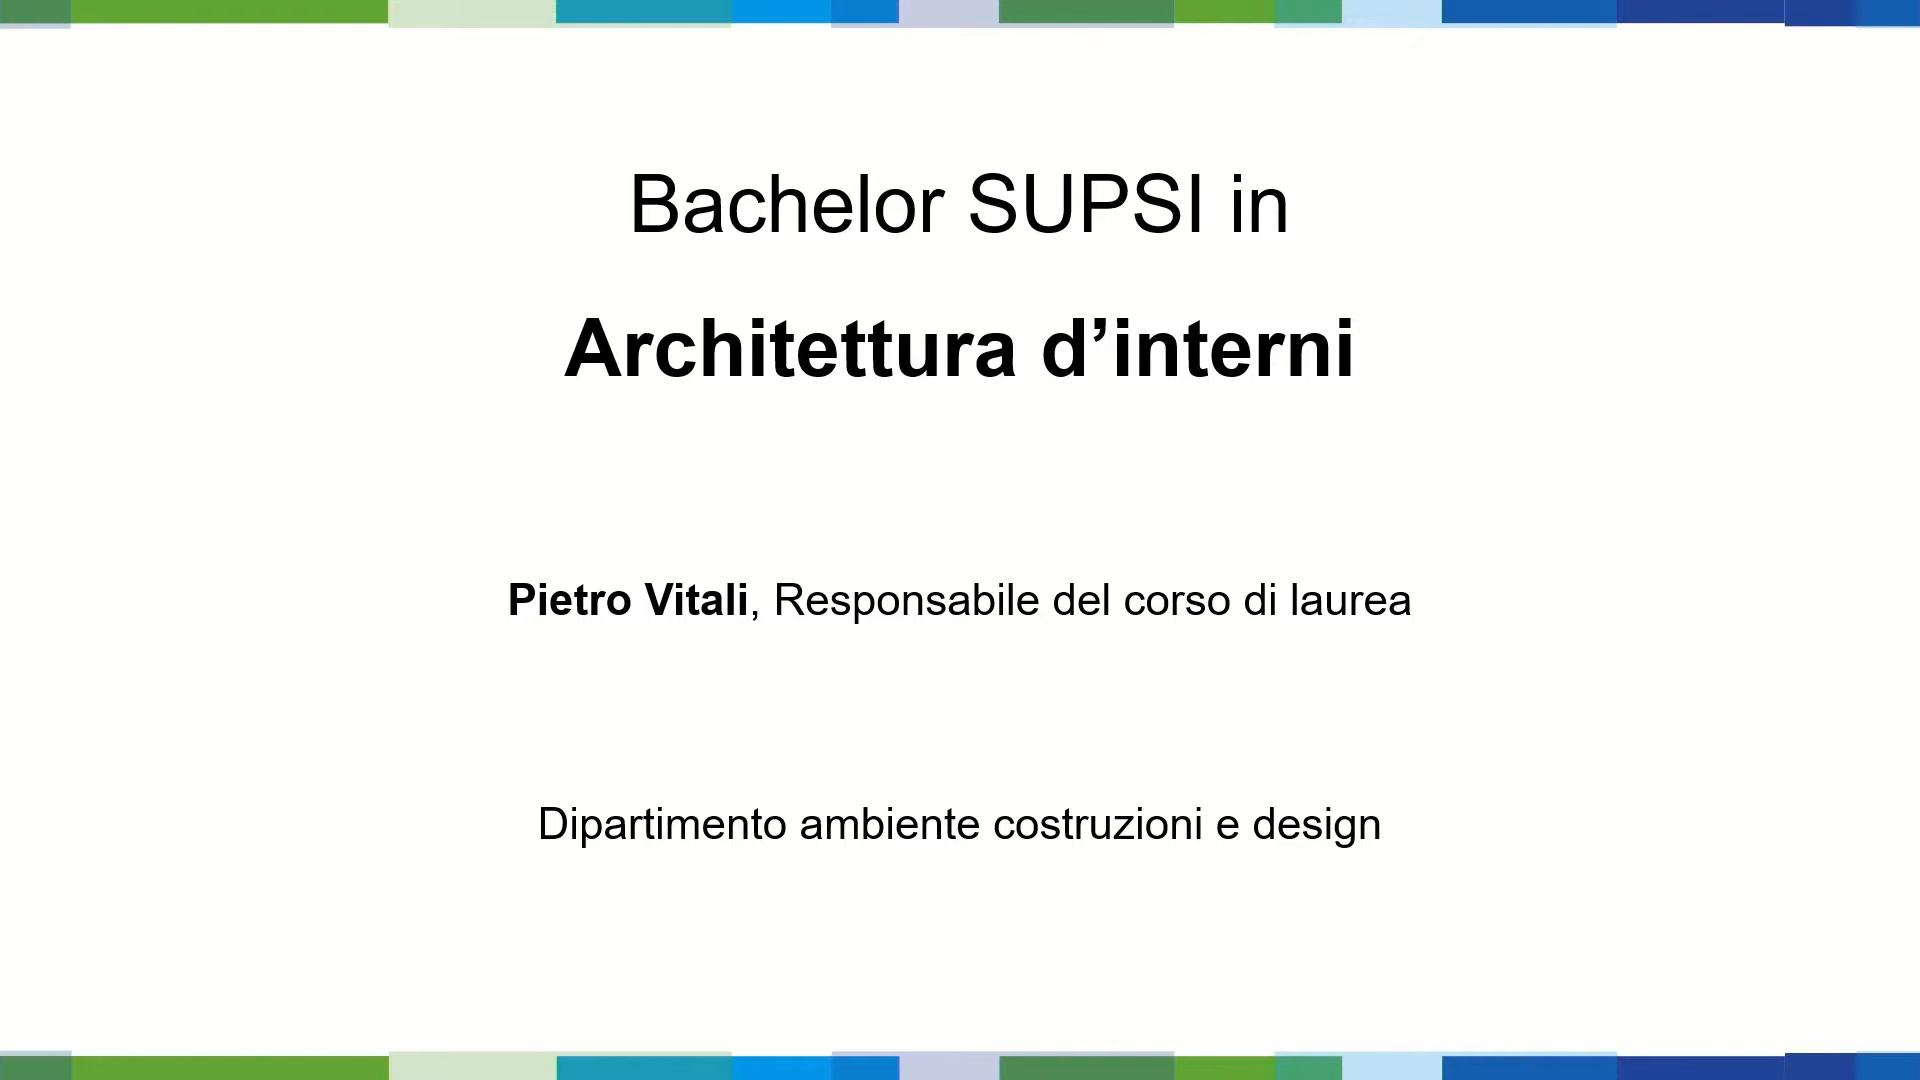 Bachelor SUPSI in
Architettura d’interni
Pietro Vitali, Responsabile del corso di laurea
Dipartimento ambiente costruzioni e design